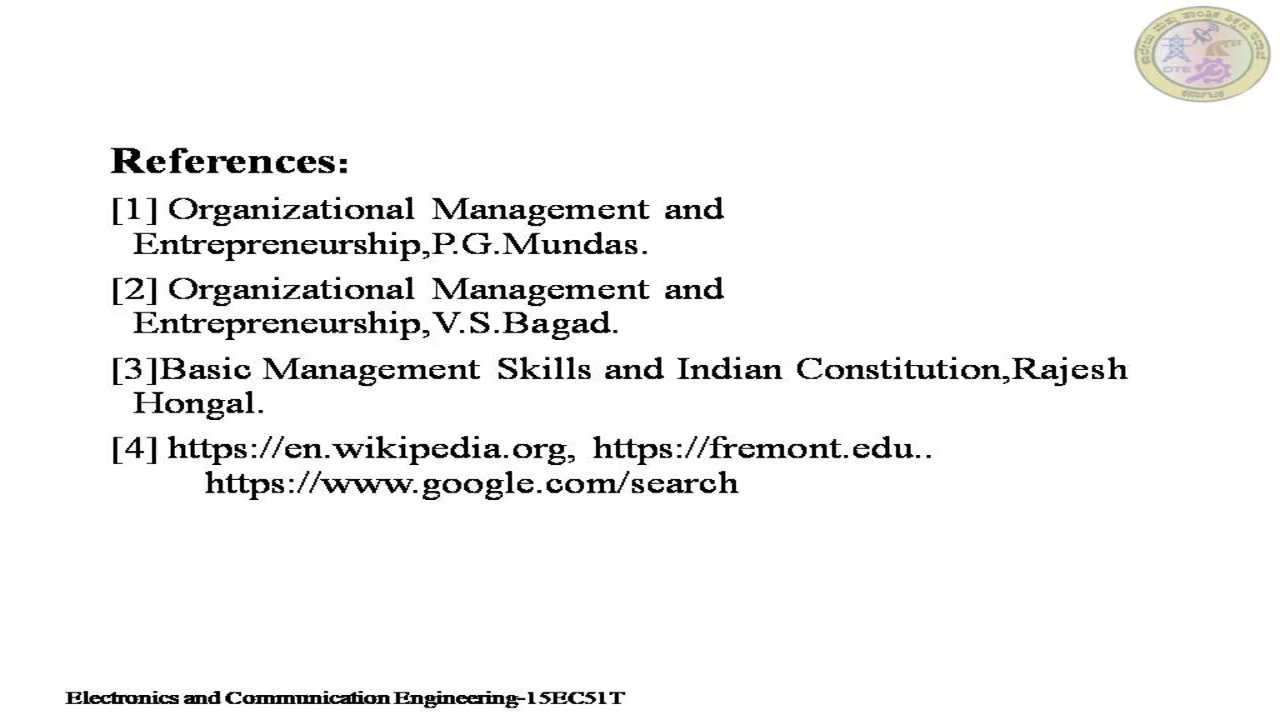 DTE
References:
[1] Organizational Management and
Entrepreneurship,P.G.Mundas.
[2] Organizational Management and
Entrepreneurship,V.S.Bagad.
[3]Basic Management Skills and Indian Constitution,Rajesh
Hongal.
[4] https://en.wikipedia.org, https://fremont.edu..
https://www.google.com/search
Electronics and Communication Engineering-15EC51T